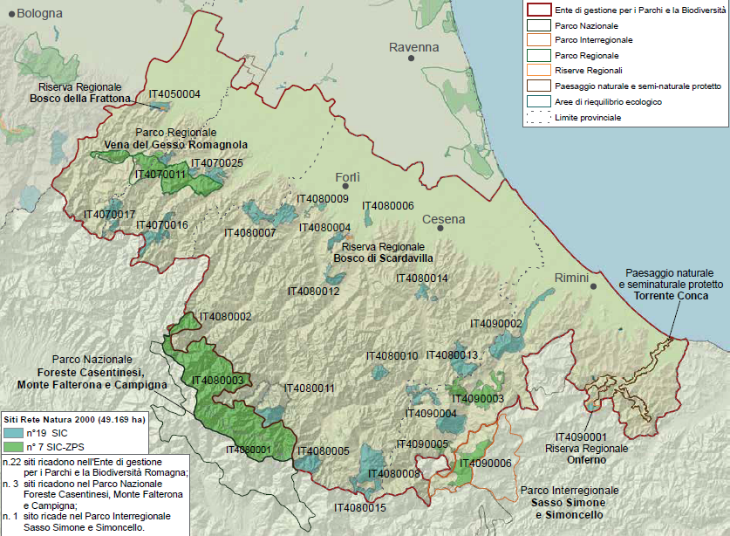 Bologna
Ravenna
Ente di gestione per i Parchi e la Biodiversità
Parco Nazionale
Parco Interregionale
Parco Regionale
Riserve Regionali
Paesaggio naturale e semi-naturale protetto
Aree di riequilibrio ecologico
Limite provinciale
Riserva Regionale
Bosco della Frattona
IT4050004
Parco Regionale
Vena del Gesso Romagnola
IT4070025
IT4070011
Forlì
IT4080009
IT4080006
IT4070017
IT4070016
IT4080007
IT4080004
Cesena
Riserva Regionale
Bosco di Scardavilla
IT4080012
IT4080014
Rimini
Paesaggio naturale
e seminaturale protetto
Torrente Conca
IT4080002
IT4090002
Parco Nazionale
Foreste Casentinesi,
Monte Falterona e Campigna
IT4080003
IT4080010
IT4080013
IT4080011
IT4090003
IT4090004
IT4090001
Riserva Regionale
Onferno
Siti Rete Natura 2000 (49.169 ha)
n°19 SIC
n° 7 SIC-ZPS
IT4080001
IT4080005
IT4090005
IT4080008
IT4090006
IT4080015
Parco Interregionale
Sasso Simone
e Simoncello
n.22 siti ricadono nell'Ente di gestione
per i Parchi e la Biodiversità Romagna;
n. 3 siti ricadono nel Parco Nazionale
Foreste Casentinesi, Monte Falterona
e Campigna;
n. 1 sito ricade nel Parco Interregionale
Sasso Simone e Simoncello.